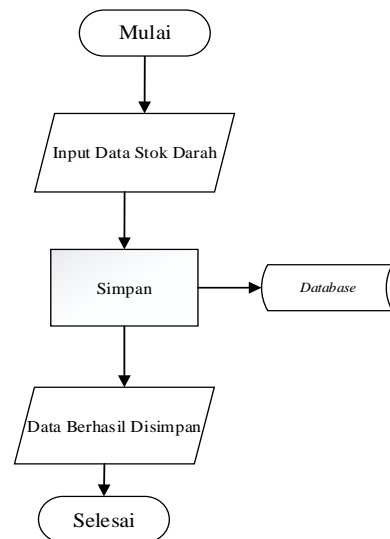 Mulai
Input Data Stok Darah
Simpan
Database
Data Berhasil Disimpan
Selesai